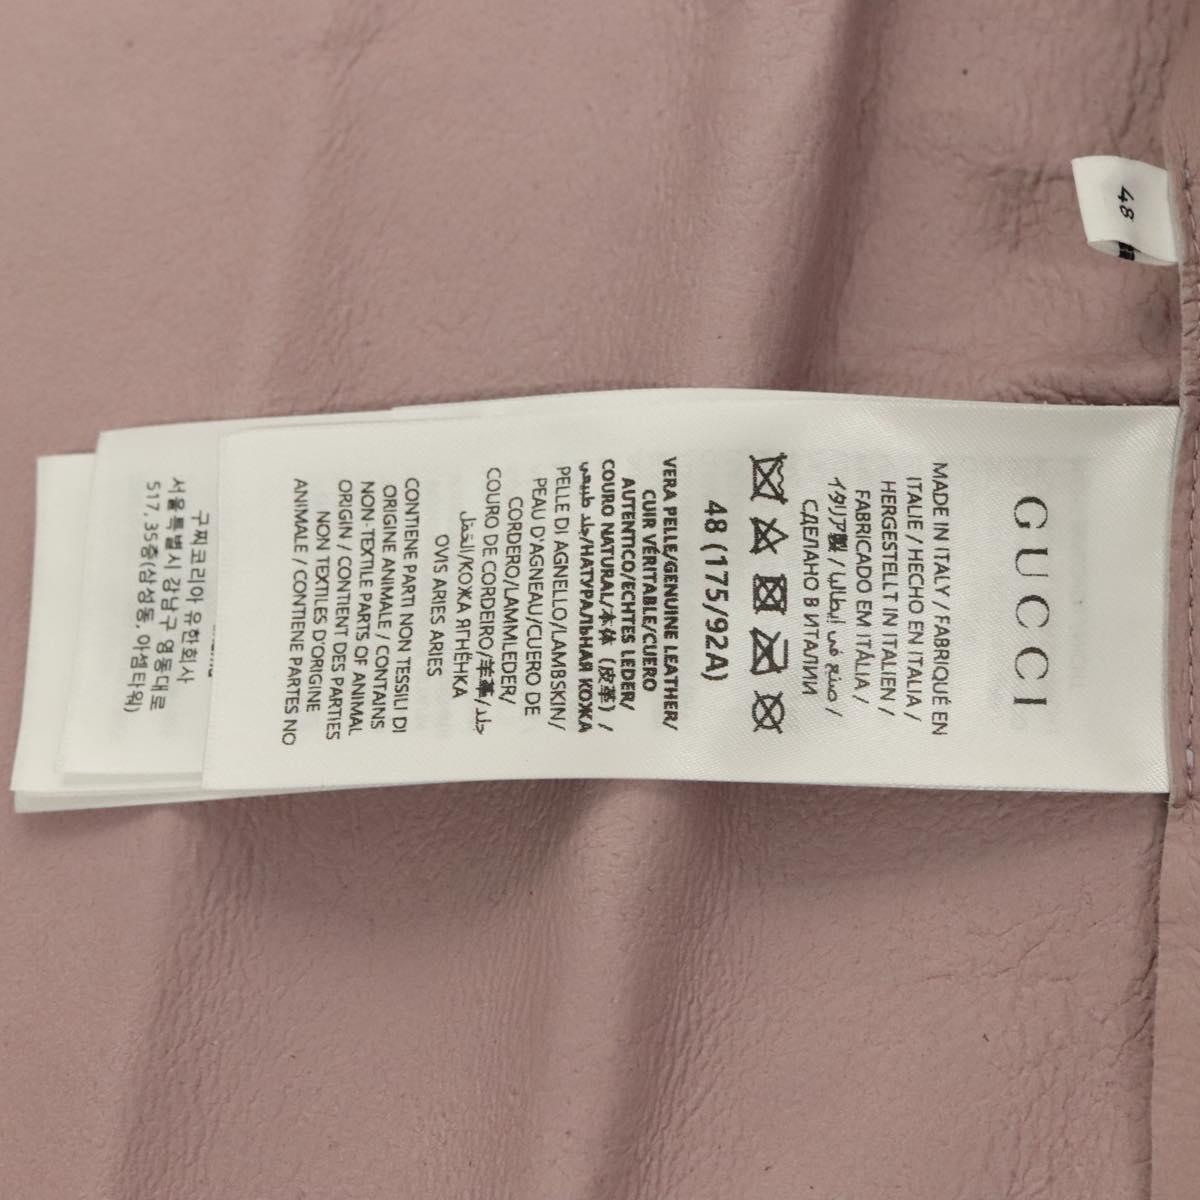 48
GUCCI
MADE IN ITALY / FABRIQUÉ EN
ITALIE / HECHO EN ITALIA /
HERGESTELLT IN ITALIEN /
FABRICADO EM ITÁLIA /
イタリア製 / صنع في ايطاليا /
СДЕЛАНО В ИТАЛИИ
48 (175/92A)
VERA PELLE/GENUINE LEATHER/
CUIR VÉRITABLE/CUERO
AUTENTICO/ECHTES LEDER/
COURO NATURAL/本体（皮革）/
جلد طبيعي/НАТУРАЛЬНАЯ КОЖА
PELLE DI AGNELLO/LAMBSKIN/
PEAU D'AGNEAU/CUERO DE
CORDERO/LAMMLEDER/
COURO DE CORDEIRO/羊革/جلد
الحمَل/КОЖА ЯГНЁНКА
OVIS ARIES ARIES
CONTIENE PARTI NON TESSILI DI
ORIGINE ANIMALE / CONTAINS
NON-TEXTILE PARTS OF ANIMAL
ORIGIN / CONTIENT DES PARTIES
NON TEXTILES D'ORIGINE
ANIMALE / CONTIENE PARTES NO
구찌코리아 유한회사
서울특별시 강남구 영동대로
517, 35층(삼성동, 아셈타워)